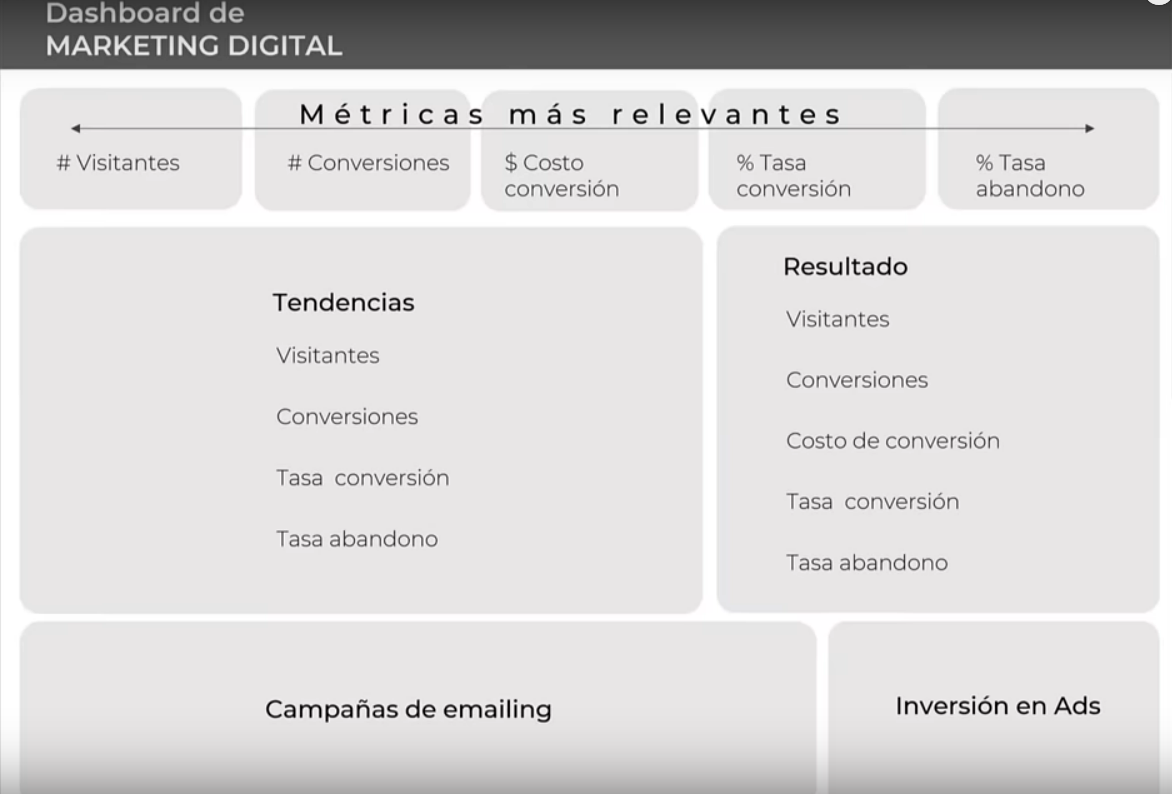 Dashboard de
MARKETING DIGITAL
Métricas más relevantes
# Visitantes
# Conversiones
$ Costo
conversión
% Tasa
conversión
% Tasa
abandono
Tendencias
Visitantes
Conversiones
Tasa  conversión
Tasa abandono
Resultado
Visitantes
Conversiones
Costo de conversión
Tasa  conversión
Tasa abandono
Campañas de emailing
Inversión en Ads